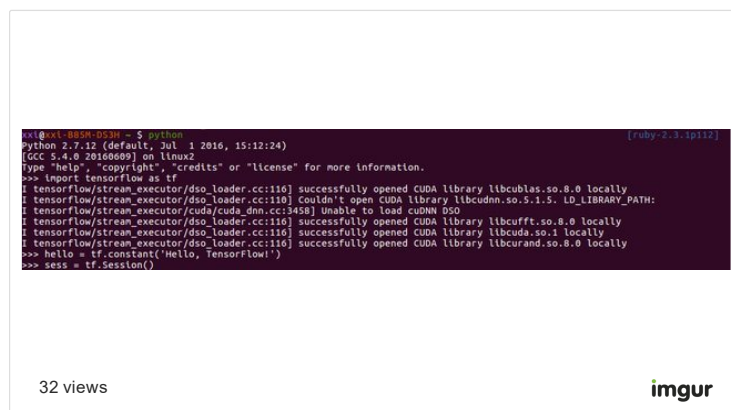 xxi@xxi-B85M-DS3H ~ $ python [ruby-2.3.1p112]
Python 2.7.12 (default, Jul  1 2016, 15:12:24)
[GCC 5.4.0 20160609] on linux2
Type "help", "copyright", "credits" or "license" for more information.
>>> import tensorflow as tf
I tensorflow/stream_executor/dso_loader.cc:116] successfully opened CUDA library libcublas.so.8.0 locally
I tensorflow/stream_executor/dso_loader.cc:110] Couldn't open CUDA library libcudnn.so.5.1.5. LD_LIBRARY_PATH:
I tensorflow/stream_executor/cuda/cuda_dnn.cc:3458] Unable to load cuDNN DSO
I tensorflow/stream_executor/dso_loader.cc:116] successfully opened CUDA library libcufft.so.8.0 locally
I tensorflow/stream_executor/dso_loader.cc:116] successfully opened CUDA library libcuda.so.1 locally
I tensorflow/stream_executor/dso_loader.cc:116] successfully opened CUDA library libcurand.so.8.0 locally
>>> hello = tf.constant('Hello, TensorFlow!')
>>> sess = tf.Session()
32 views
imgur